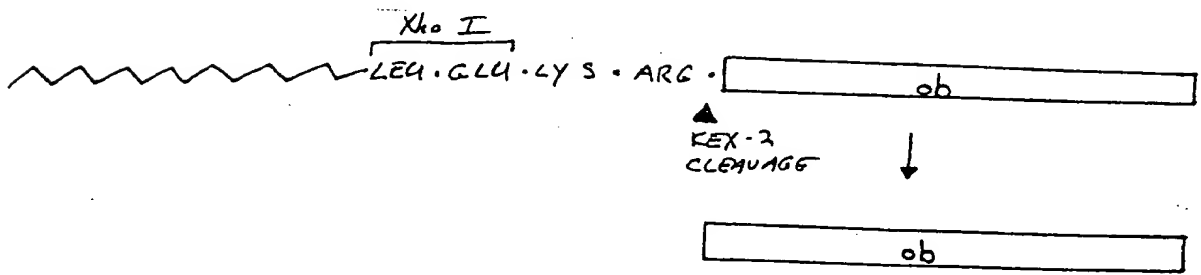 Xho I
LEU · GLU · LYS · ARG ·
ob
KEX-2
CLEAVAGE
ob